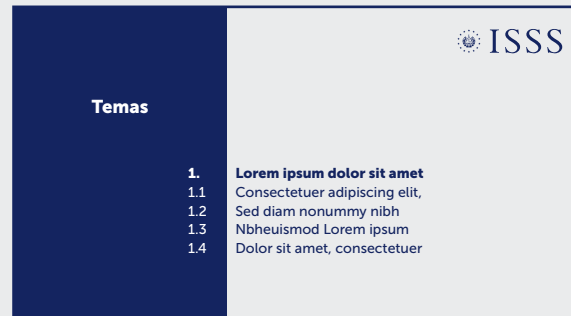 ISSS
Temas
1. Lorem ipsum dolor sit amet
1.1 Consectetuer adipiscing elit,
1.2 Sed diam nonummy nibh
1.3 Nbheuismod Lorem ipsum
1.4 Dolor sit amet, consectetuer